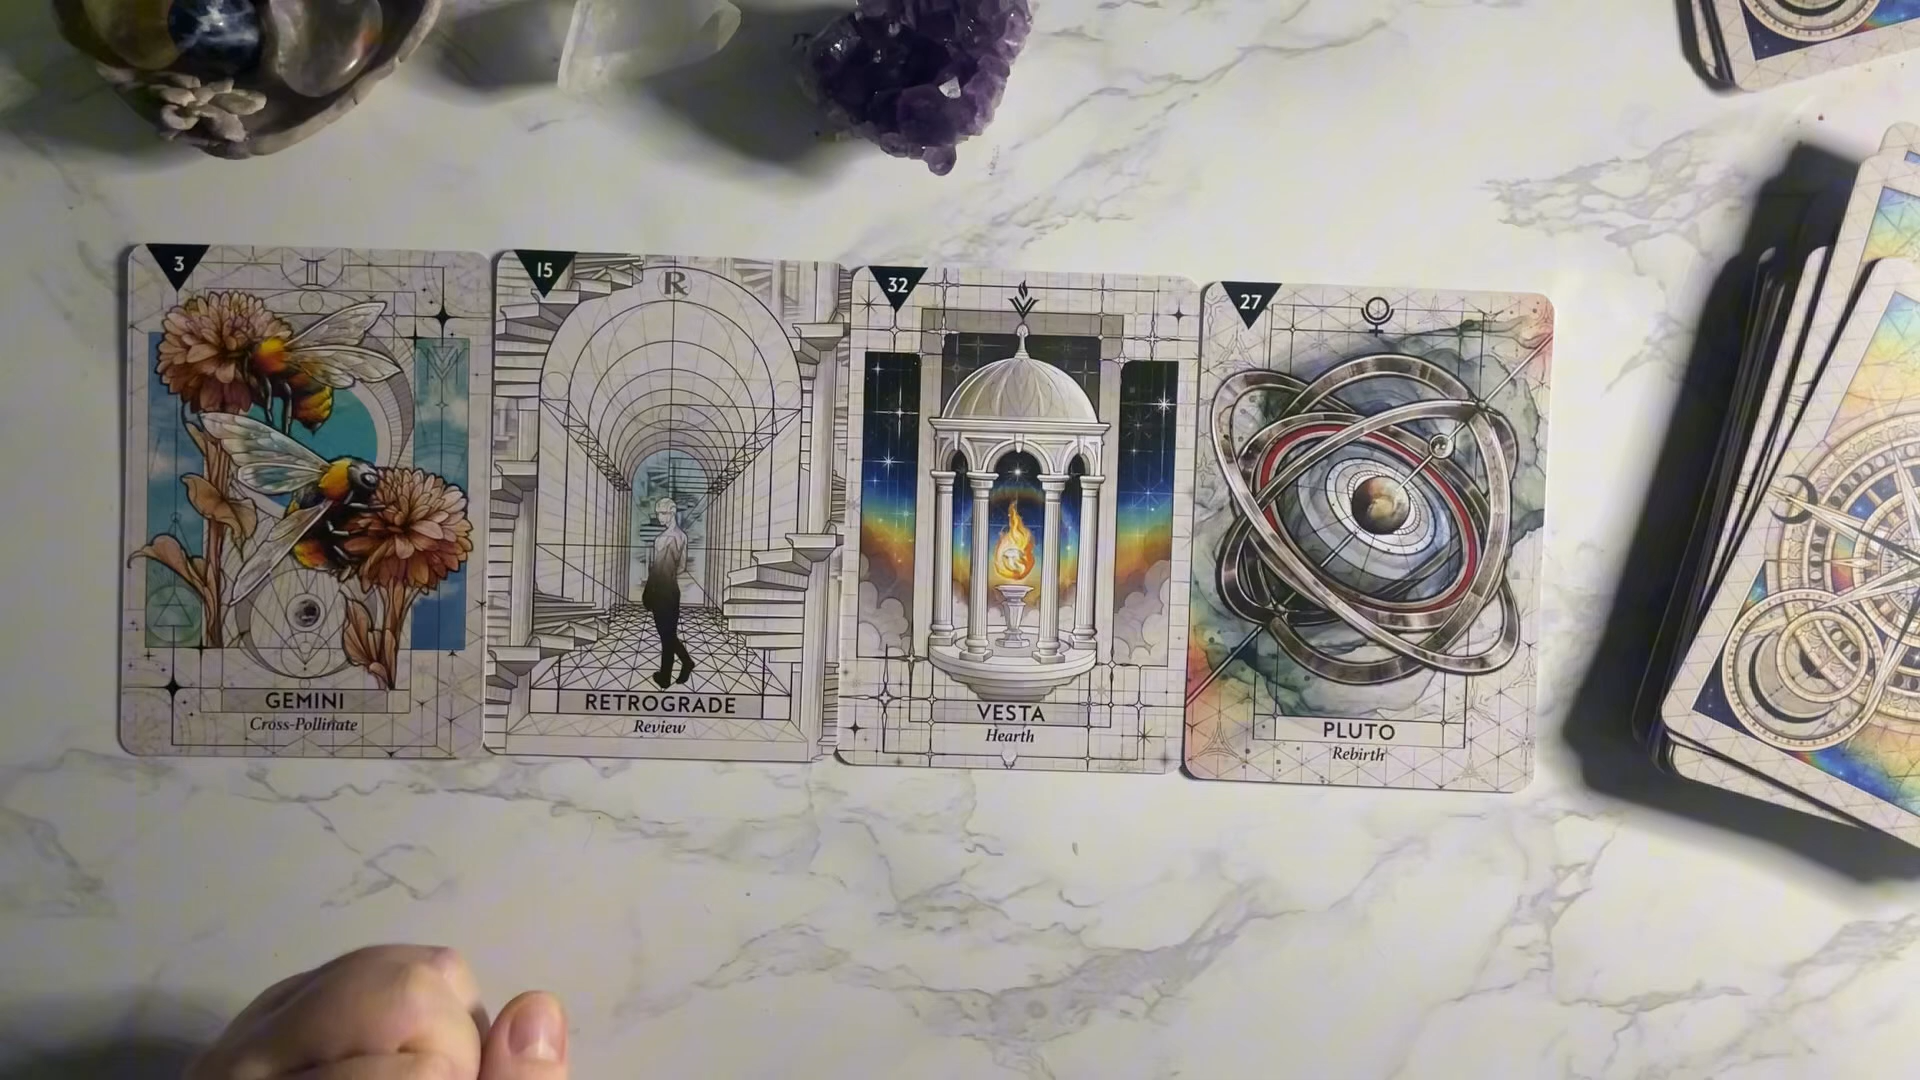 3
GEMINI
Cross-Pollinate
15
R
RETROGRADE
Review
32
VESTA
Hearth
27
PLUTO
Rebirth